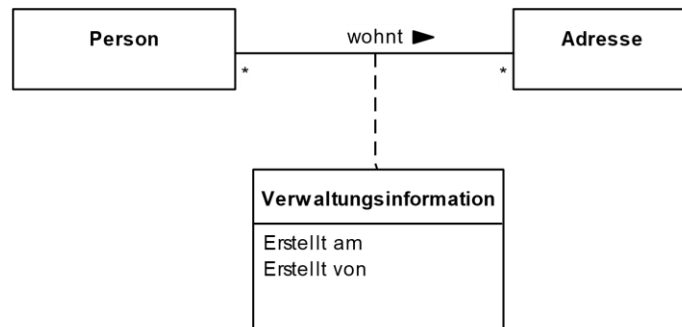 Person
wohnt ►
Adresse
*
*
Verwaltungsinformation
Erstellt am
Erstellt von